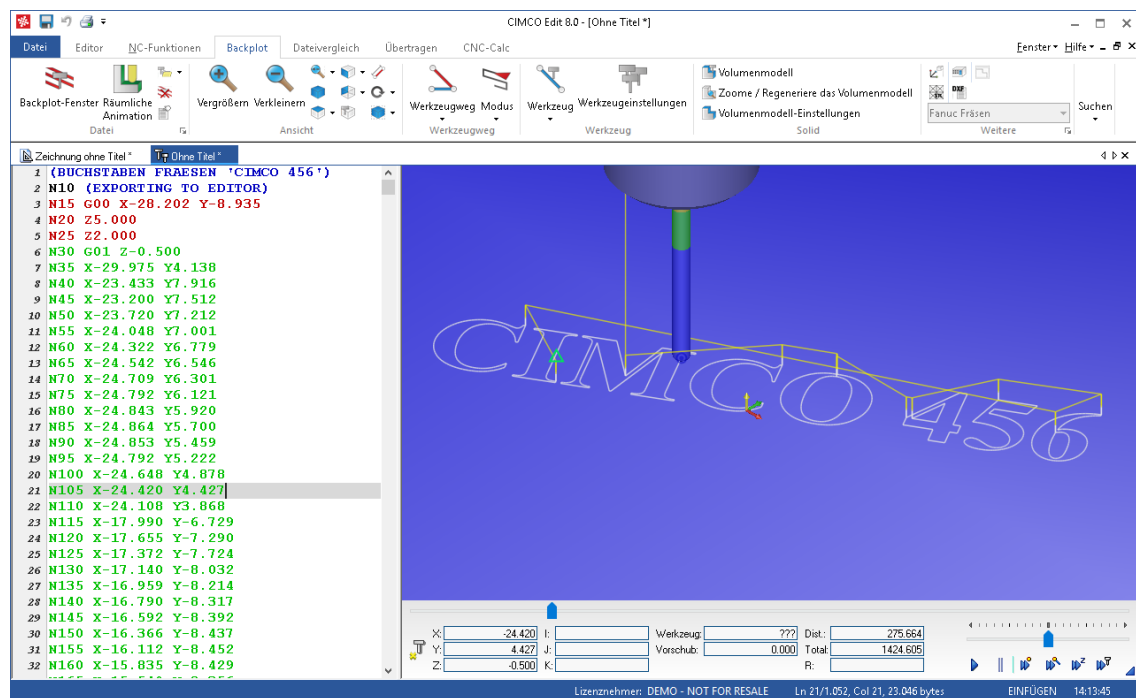 CIMCO Edit 8.0 - [Ohne Titel *]
Datei Editor NC-Funktionen Backplot Dateivergleich Übertragen CNC-Calc Fenster Hilfe
Backplot-Fenster Räumliche Animation Vergrößern Verkleinern Werkzeugweg Modus Werkzeug Werkzeugeinstellungen
Volumenmodell
Zoome / Regeneriere das Volumenmodell
Volumenmodell-Einstellungen
DXF
Fanuc Fräsen
Suchen
Datei Ansicht Werkzeugweg Werkzeug Solid Weitere
Zeichnung ohne Titel * Ohne Titel *
1 (BUCHSTABEN FRAESEN 'CIMCO 456')
2 N10 (EXPORTING TO EDITOR)
3 N15 G00 X-28.202 Y-8.935
4 N20 Z5.000
5 N25 Z2.000
6 N30 G01 Z-0.500
7 N35 X-29.975 Y4.138
8 N40 X-23.433 Y7.916
9 N45 X-23.200 Y7.512
10 N50 X-23.720 Y7.212
11 N55 X-24.048 Y7.001
12 N60 X-24.322 Y6.779
13 N65 X-24.542 Y6.546
14 N70 X-24.709 Y6.301
15 N75 X-24.792 Y6.121
16 N80 X-24.843 Y5.920
17 N85 X-24.864 Y5.700
18 N90 X-24.853 Y5.459
19 N95 X-24.792 Y5.222
20 N100 X-24.648 Y4.878
21 N105 X-24.420 Y4.427
22 N110 X-24.108 Y3.868
23 N115 X-17.990 Y-6.729
24 N120 X-17.655 Y-7.290
25 N125 X-17.372 Y-7.724
26 N130 X-17.140 Y-8.032
27 N135 X-16.959 Y-8.214
28 N140 X-16.790 Y-8.317
29 N145 X-16.592 Y-8.392
30 N150 X-16.366 Y-8.437
31 N155 X-16.112 Y-8.452
32 N160 X-15.835 Y-8.429
CIMCO 456
X: -24.420 I: Werkzeug: ??? Dist.: 275.664
Y: 4.427 J: Vorschub: 0.000 Total: 1424.605
Z: -0.500 K: R:
Lizenznehmer: DEMO - NOT FOR RESALE Ln 21/1.052, Col 21, 23.046 bytes EINFÜGEN 14:13:45